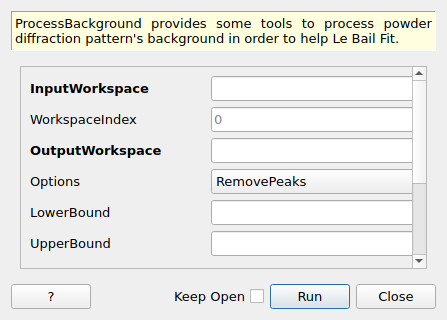 ProcessBackground provides some tools to process powder
diffraction pattern's background in order to help Le Bail Fit.
InputWorkspace
WorkspaceIndex 0
OutputWorkspace
Options RemovePeaks
LowerBound
UpperBound
? Keep Open Run Close